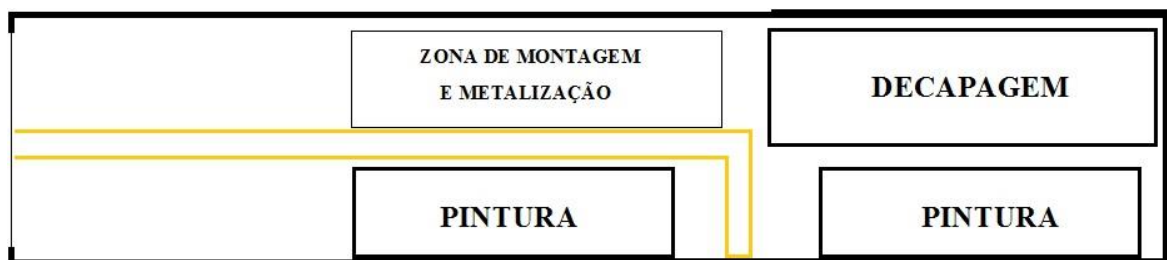 ZONA DE MONTAGEM
E METALIZAÇÃO
DECAPAGEM
PINTURA
PINTURA